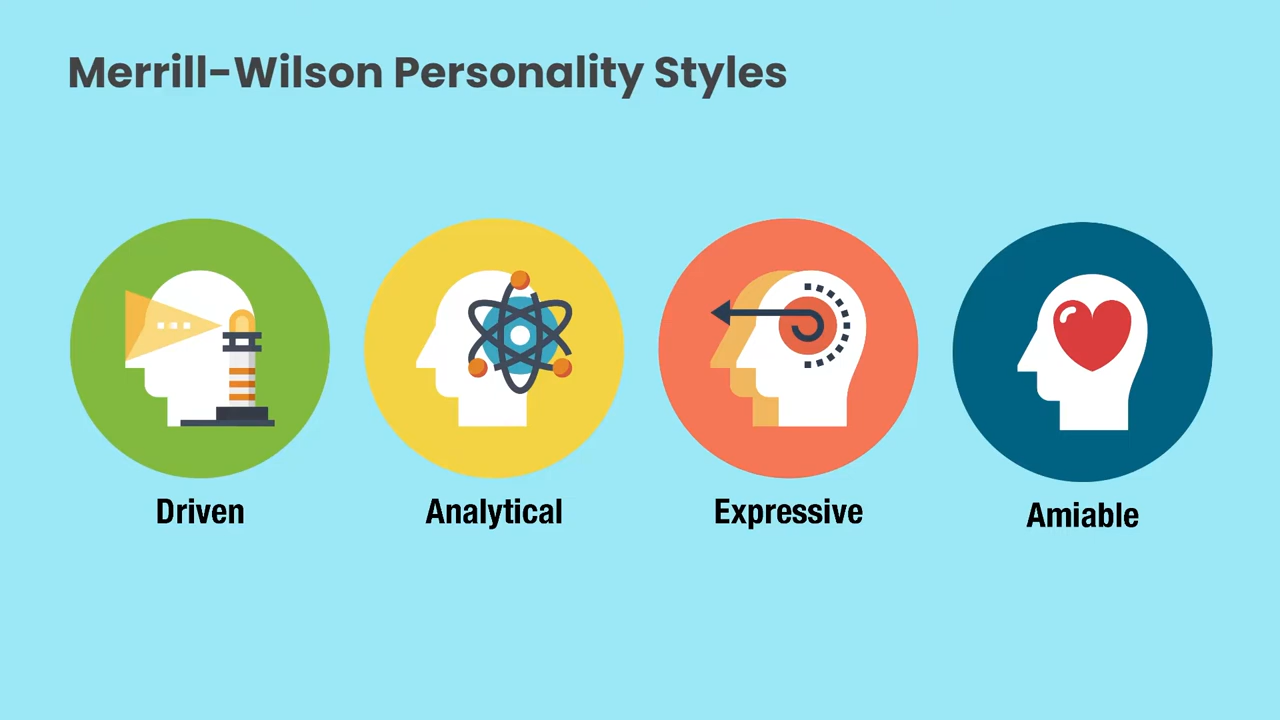 Merrill-Wilson Personality Styles
Driven
Analytical
Expressive
Amiable